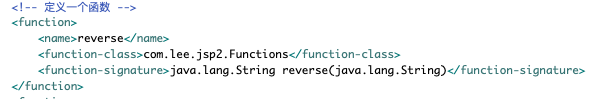 <!-- 定义一个函数 -->
<function>
<name>reverse</name>
<function-class>com.lee.jsp2.Functions</function-class>
<function-signature>java.lang.String reverse(java.lang.String)</function-signature>
</function>